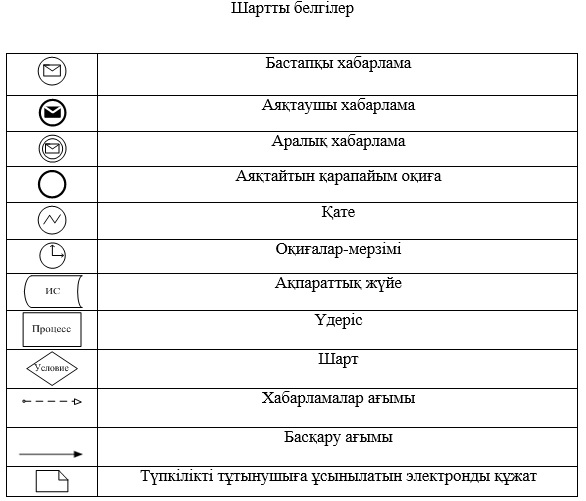 Шартты белгілер
Бастапқы хабарлама
Аяқтаушы хабарлама
Аралық хабарлама
Аяқтайтын қарапайым оқиға
Қате
Оқиғалар-мерзімі
ИС Ақпараттық жүйе
Процесс Үдеріс
Условие Шарт
Хабарламалар ағымы
Басқару ағымы
Түпкілікті тұтынушыға ұсынылатын электронды құжат